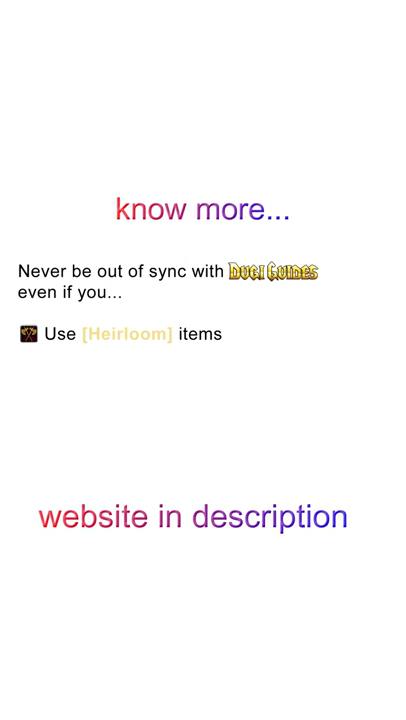 know more...
Never be out of sync with Dugi Guides
even if you...
Use [Heirloom] items
website in description